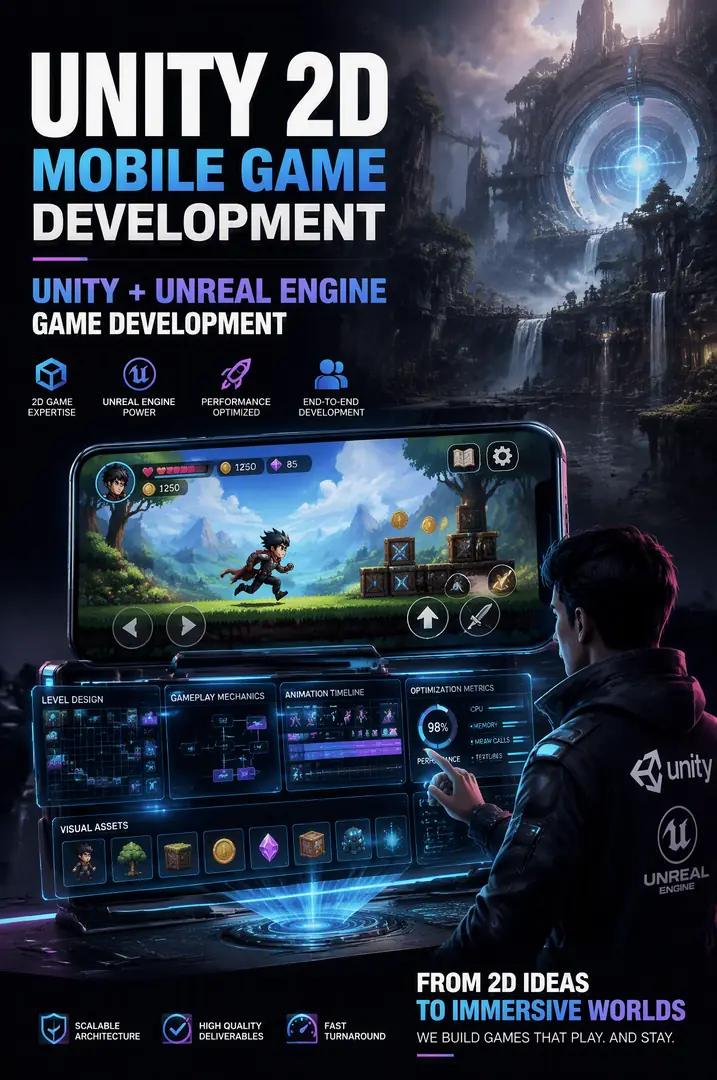 UNITY 2D
MOBILE GAME
DEVELOPMENT
UNITY + UNREAL ENGINE
GAME DEVELOPMENT
2D GAME
EXPERTISE
UNREAL ENGINE
POWER
PERFORMANCE
OPTIMIZED
END-TO-END
DEVELOPMENT
1250
85
1250
LEVEL DESIGN
GAMEPLAY MECHANICS
ANIMATION TIMELINE
OPTIMIZATION METRICS
98%
CPU
MEMORY
TEXTURES
VISUAL ASSETS
unity
UNREAL
ENGINE
FROM 2D IDEAS
TO IMMERSIVE WORLDS
WE BUILD GAMES THAT PLAY. AND STAY.
SCALABLE
ARCHITECTURE
HIGH QUALITY
DELIVERABLES
FAST
TURNAROUND